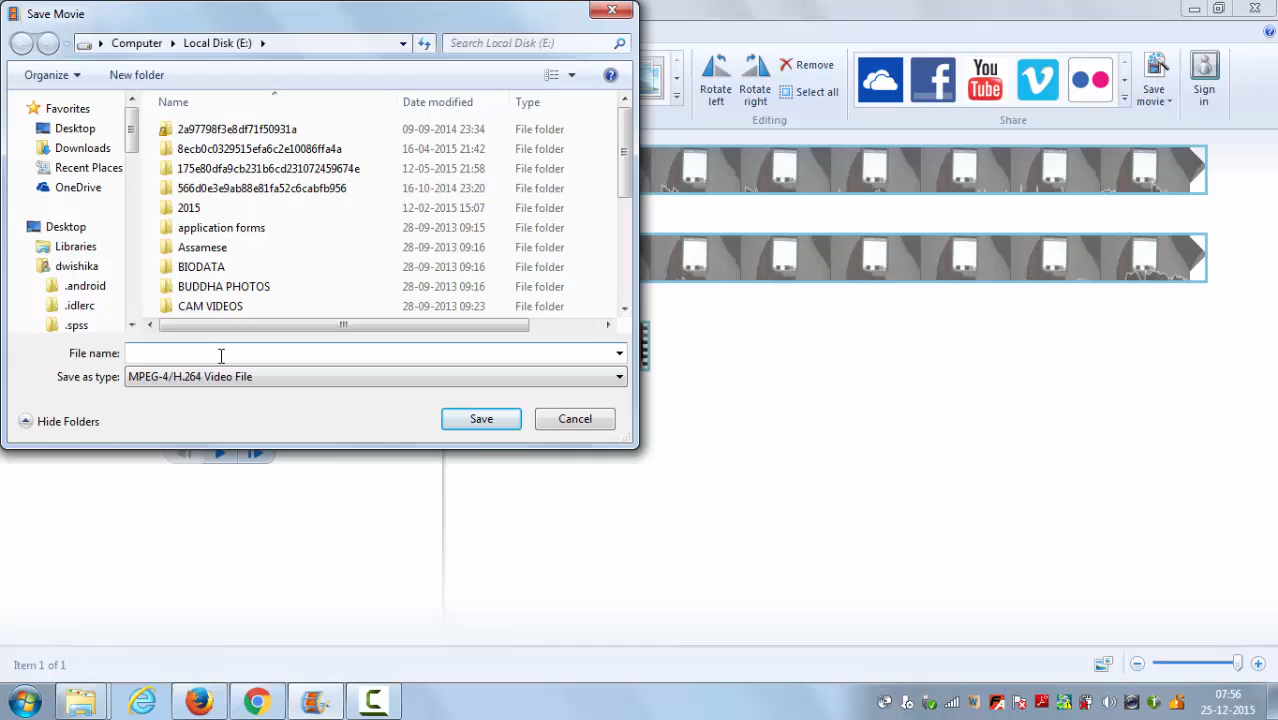 Save Movie
Computer Local Disk (E:)
Search Local Disk (E:)
Organize New folder
Remove
Select all
Rotate left
Rotate right
Editing
You Tube
Share
Save movie
Sign in
Favorites
Desktop
Downloads
Recent Places
OneDrive
Desktop
Libraries
dwishika
.android
.idlerc
.spss
Name Date modified Type
2a97798f3e8df71f50931a 09-09-2014 23:34 File folder
8ecb0c0329515efa6c2e10086ffa4a 16-04-2015 21:42 File folder
175e80dfa9cb231b6cd231072459674e 12-05-2015 21:58 File folder
566d0e3e9ab88e81fa52c6cabfb956 16-10-2014 23:20 File folder
2015 12-02-2015 15:07 File folder
application forms 28-09-2013 09:15 File folder
Assamese 28-09-2013 09:16 File folder
BIODATA 28-09-2013 09:16 File folder
BUDDHA PHOTOS 28-09-2013 09:16 File folder
CAM VIDEOS 28-09-2013 09:23 File folder
File name:
Save as type: MPEG-4/H.264 Video File
Hide Folders
Save
Cancel
Item 1 of 1
07:56
25-12-2015